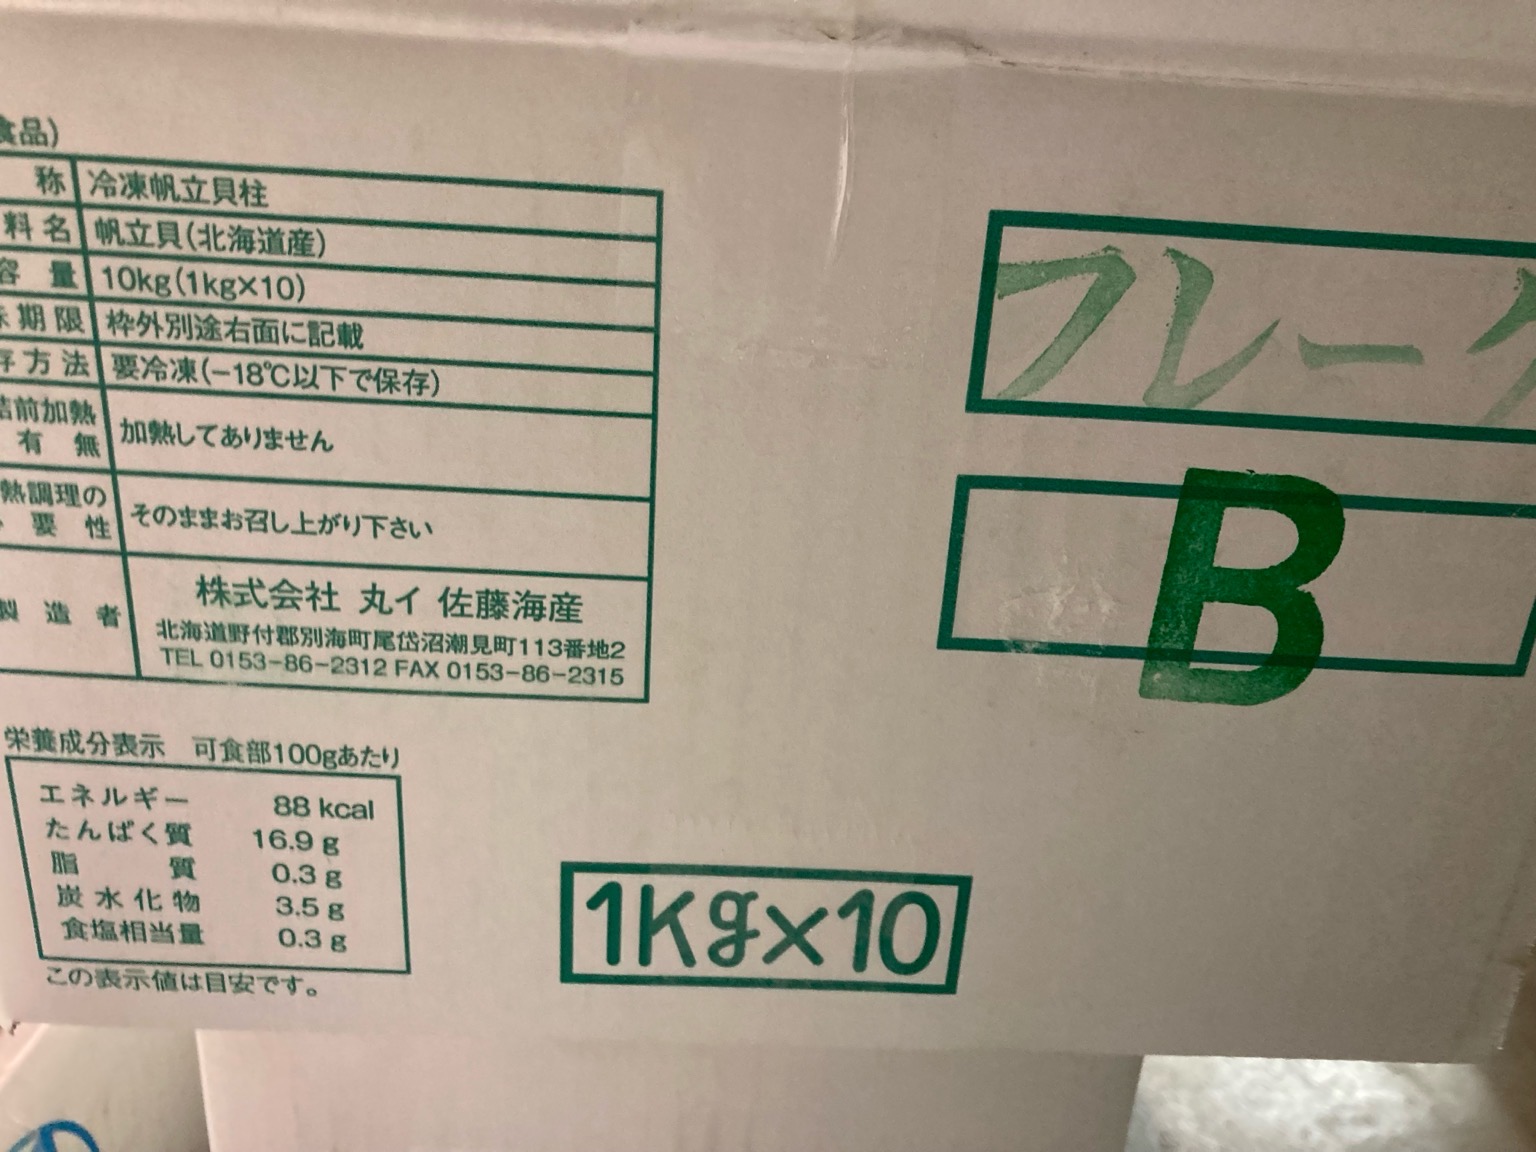 食品)
称 冷凍帆立貝柱
料名 帆立貝(北海道産)
容量 10kg(1kg×10)
期限 枠外別途右面に記載
存方法 要冷凍(-18℃以下で保存)
前加熱
有無 加熱してありません
熱調理の
要性 そのままお召し上がり下さい
製造者 株式会社 丸イ 佐藤海産
北海道野付郡別海町尾岱沼潮見町113番地2
TEL 0153-86-2312 FAX 0153-86-2315
栄養成分表示 可食部100gあたり
エネルギー 88 kcal
たんぱく質 16.9 g
脂質 0.3 g
炭水化物 3.5 g
食塩相当量 0.3 g
この表示値は目安です。
フレー
B
1Kg×10